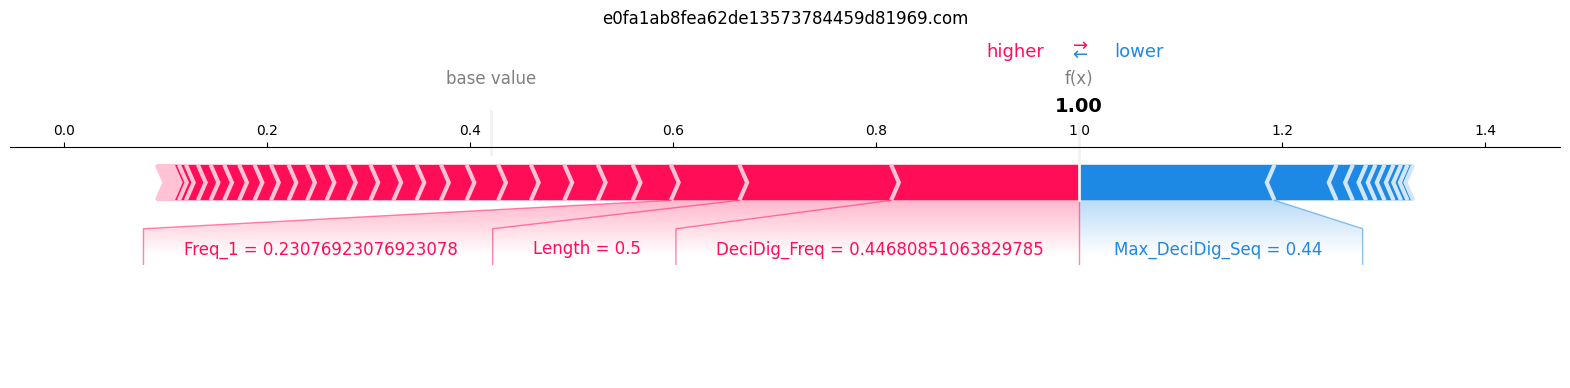 e0fa1ab8fea62de13573784459d81969.com
higher ⇄ lower
base value f(x)
1.00
0.0 0.2 0.4 0.6 0.8 1.0 1.2 1.4
Freq_1 = 0.23076923076923078 Length = 0.5 DeciDig_Freq = 0.44680851063829785 Max_DeciDig_Seq = 0.44